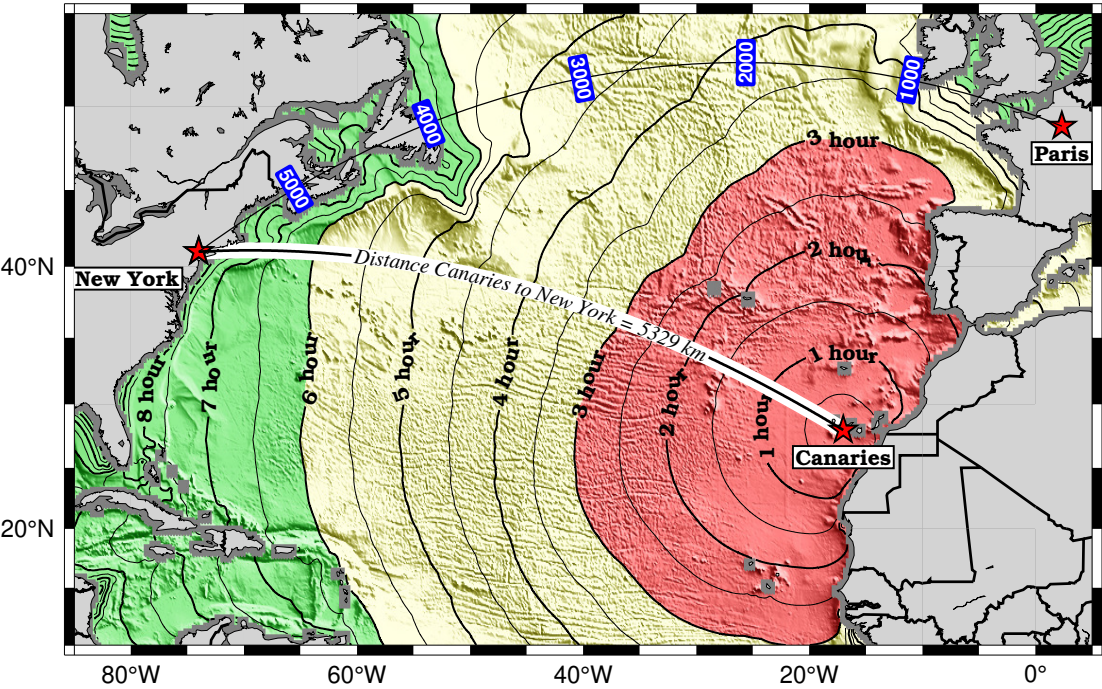 1000
2000
3000
4000
5000
Paris
3 hour
2 hour
1 hour
New York
Distance Canaries to New York = 5329 km
Canaries
8 hour
7 hour
6 hour
5 hour
4 hour
3 hour
2 hour
1 hour
40°N
20°N
80°W
60°W
40°W
20°W
0°